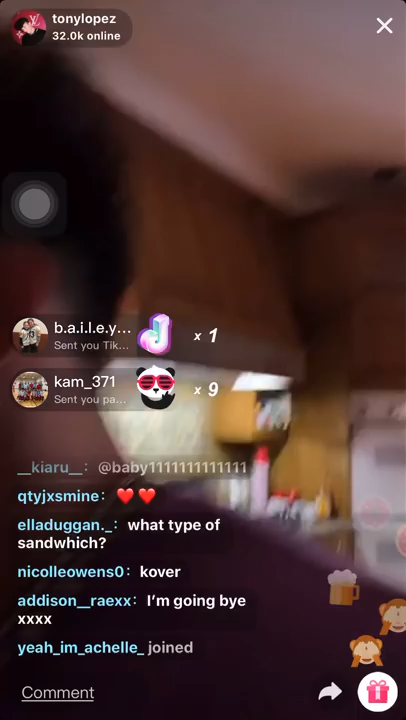 tonylopez
32.0k online
b.a.i.l.e.y...
Sent you Tik...
x 1
kam_371
Sent you pa...
x 9
__kiaru__: @baby1111111111111
qtyjxsmine: ❤️❤️
elladuggan._: what type of
sandwhich?
nicolleowens0: kover
addison__raexx: I'm going bye
xxxx
yeah_im_achelle_ joined
Comment